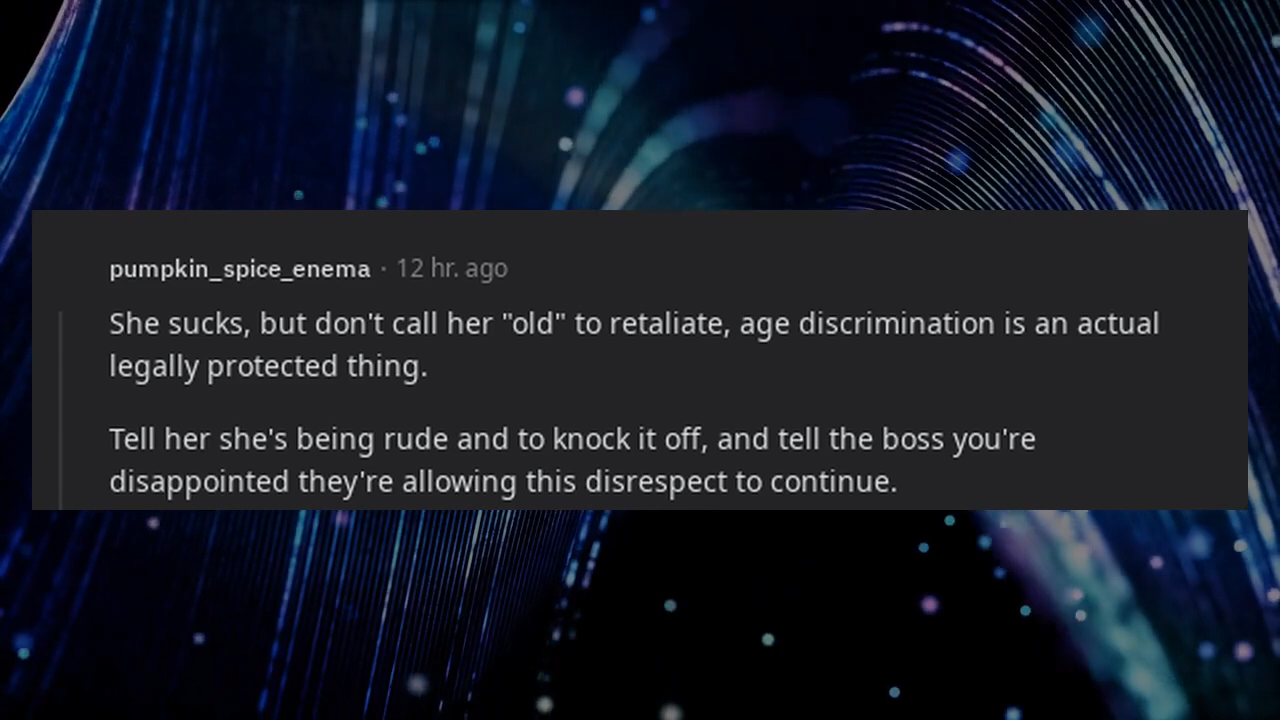 pumpkin_spice_enema · 12 hr. ago
She sucks, but don't call her "old" to retaliate, age discrimination is an actual
legally protected thing.
Tell her she's being rude and to knock it off, and tell the boss you're
disappointed they're allowing this disrespect to continue.